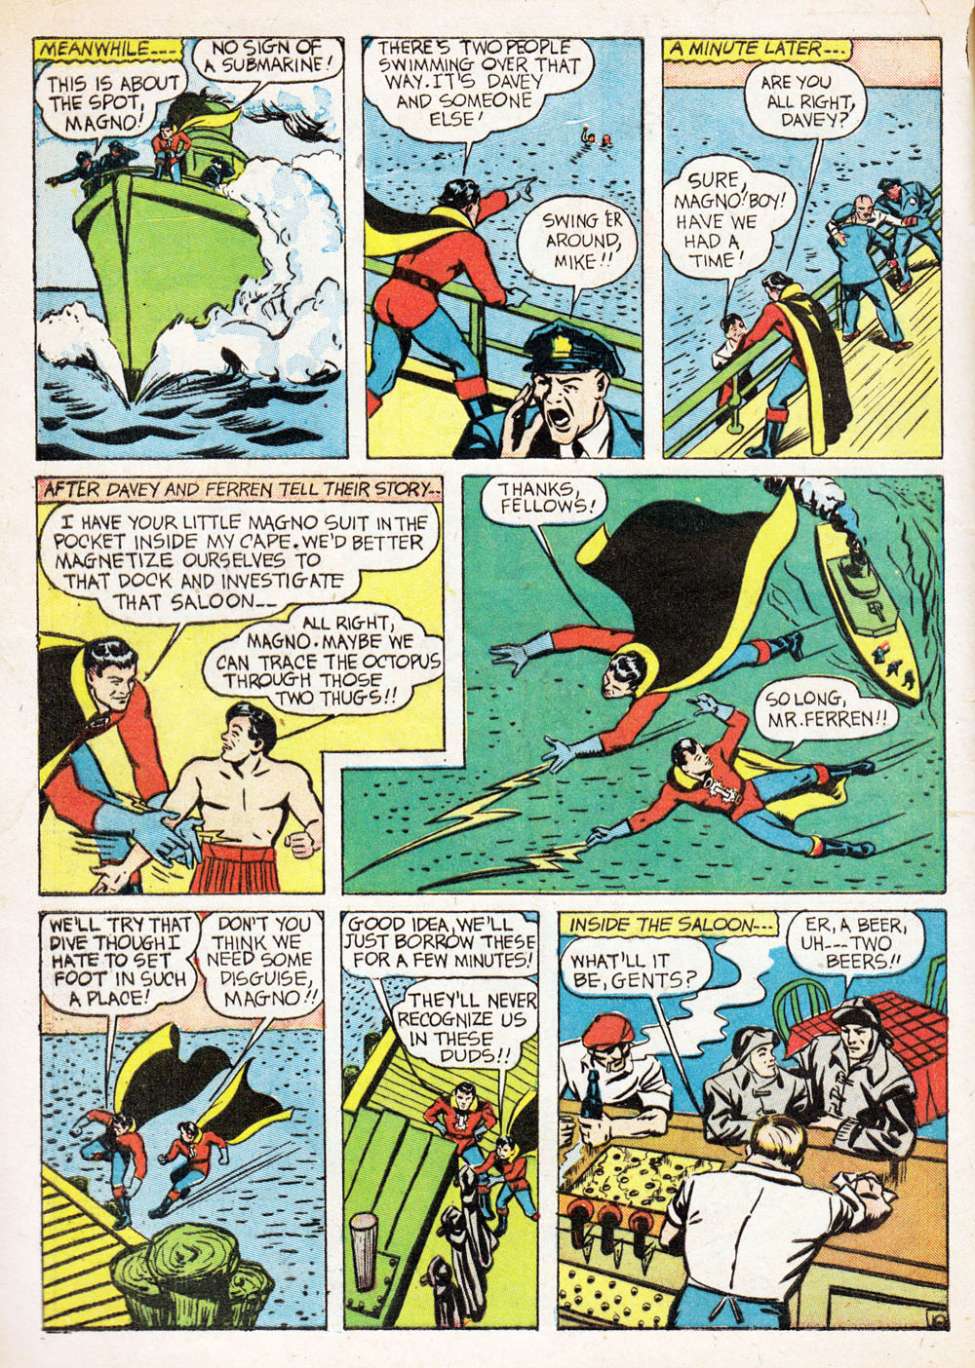 MEANWHILE---
THIS IS ABOUT
THE SPOT,
MAGNO!
NO SIGN OF
A SUBMARINE!
THERE'S TWO PEOPLE
SWIMMING OVER THAT
WAY. IT'S DAVEY
AND SOMEONE
ELSE!
SWING 'ER
AROUND,
MIKE!!
A MINUTE LATER---
ARE YOU
ALL RIGHT,
DAVEY?
SURE,
MAGNO! BOY!
HAVE WE
HAD A
TIME!
AFTER DAVEY AND FERREN TELL THEIR STORY--
I HAVE YOUR LITTLE MAGNO SUIT IN THE
POCKET INSIDE MY CAPE. WE'D BETTER
MAGNETIZE OURSELVES TO
THAT DOCK AND INVESTIGATE
THAT SALOON--
ALL RIGHT,
MAGNO. MAYBE WE
CAN TRACE THE OCTOPUS
THROUGH THOSE
TWO THUGS!!
THANKS,
FELLOWS!
SO LONG,
MR. FERREN!!
WE'LL TRY THAT
DIVE THOUGH I
HATE TO SET
FOOT IN SUCH
A PLACE!
DON'T YOU
THINK WE
NEED SOME
DISGUISE,
MAGNO!!
GOOD IDEA, WE'LL
JUST BORROW THESE
FOR A FEW MINUTES!
THEY'LL NEVER
RECOGNIZE US
IN THESE
DUDS!!
INSIDE THE SALOON---
WHAT'LL IT
BE, GENTS?
ER, A BEER,
UH---TWO
BEERS!!
ALE
10